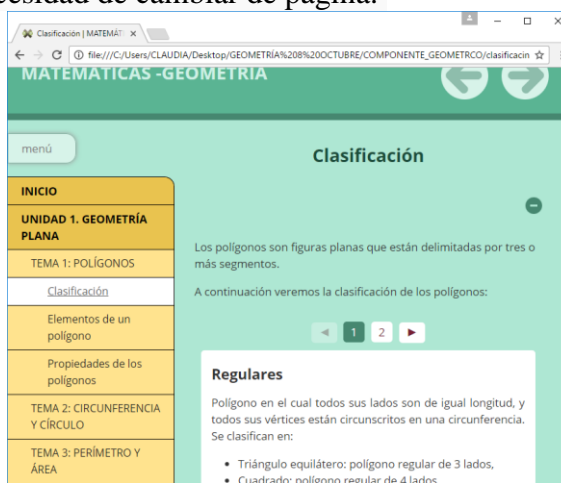 cesidad de cambiar de página.
Clasificación | MATEMÁTI
file:///C:/Users/CLAUDIA/Desktop/GEOMETRÍA%208%20OCTUBRE/COMPONENTE_GEOMETRCO/clasificacin
MATEMÁTICAS -GEOMETRÍA
menú
INICIO
UNIDAD 1. GEOMETRÍA
PLANA
TEMA 1: POLÍGONOS
Clasificación
Elementos de un
polígono
Propiedades de los
polígonos
TEMA 2: CIRCUNFERENCIA
Y CÍRCULO
TEMA 3: PERÍMETRO Y
ÁREA
Clasificación
Los polígonos son figuras planas que están delimitadas por tres o
más segmentos.
A continuación veremos la clasificación de los polígonos:
1 2
Regulares
Polígono en el cual todos sus lados son de igual longitud, y
todos sus vértices están circunscritos en una circunferencia.
Se clasifican en:
• Triángulo equilátero: polígono regular de 3 lados,
• Cuadrado: polígono regular de 4 lados